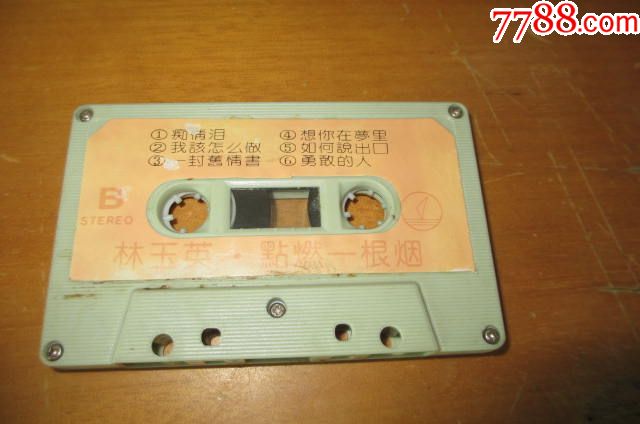 7788.com
①痴情泪 ④想你在夢里
②我該怎么做 ⑤如何說出口
③一封舊情書 ⑥勇敢的人
B
STEREO
林玉英·點燃一根烟